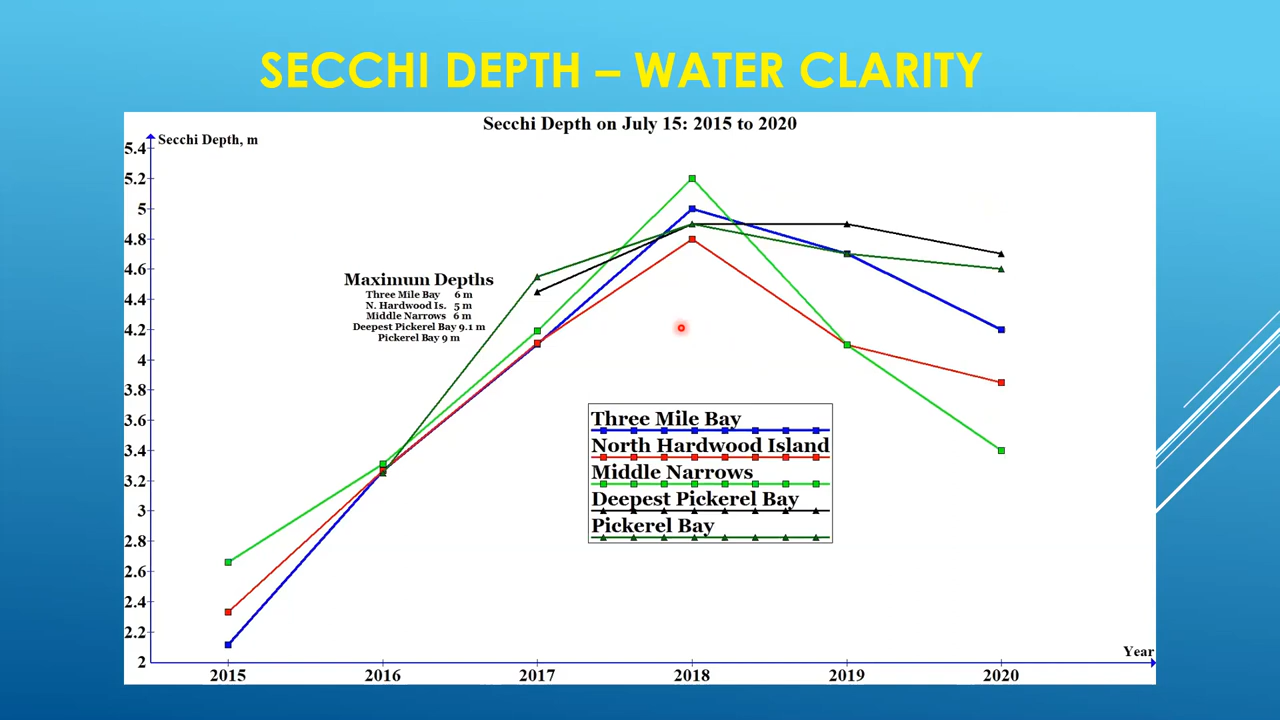 SECCHI DEPTH – WATER CLARITY
Secchi Depth on July 15: 2015 to 2020
Secchi Depth, m
5.4
5.2
5
4.8
4.6
4.4
4.2
4
3.8
3.6
3.4
3.2
3
2.8
2.6
2.4
2.2
2
Maximum Depths
Three Mile Bay 6 m
N. Hardwood Is. 5 m
Middle Narrows 6 m
Deepest Pickerel Bay 9.1 m
Pickerel Bay 9 m
Three Mile Bay
North Hardwood Island
Middle Narrows
Deepest Pickerel Bay
Pickerel Bay
Year
2015 2016 2017 2018 2019 2020